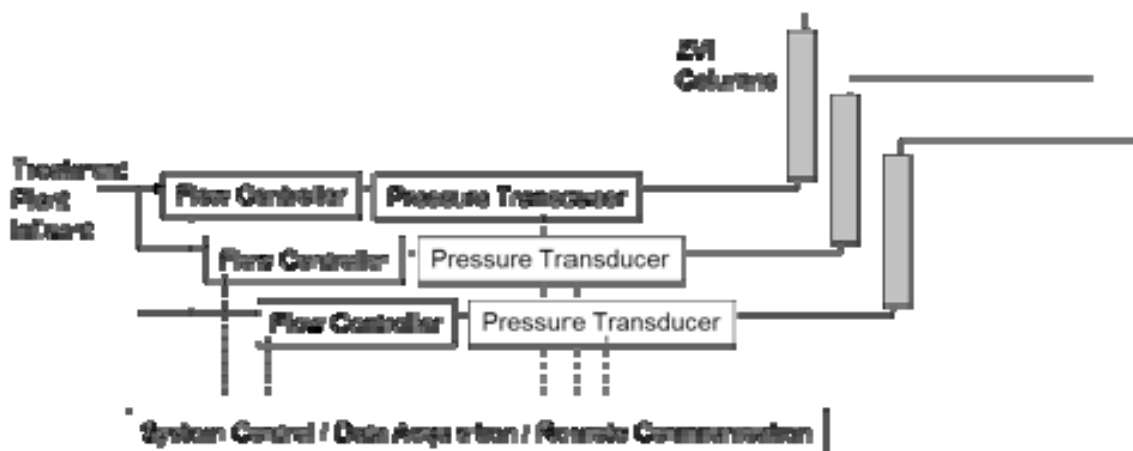 ZVI
Columns
Treatment
Plant
Influent
Flow Controller
Pressure Transducer
Flow Controller
Pressure Transducer
Flow Controller
Pressure Transducer
System Control / Data Acquisition / Remote Communication